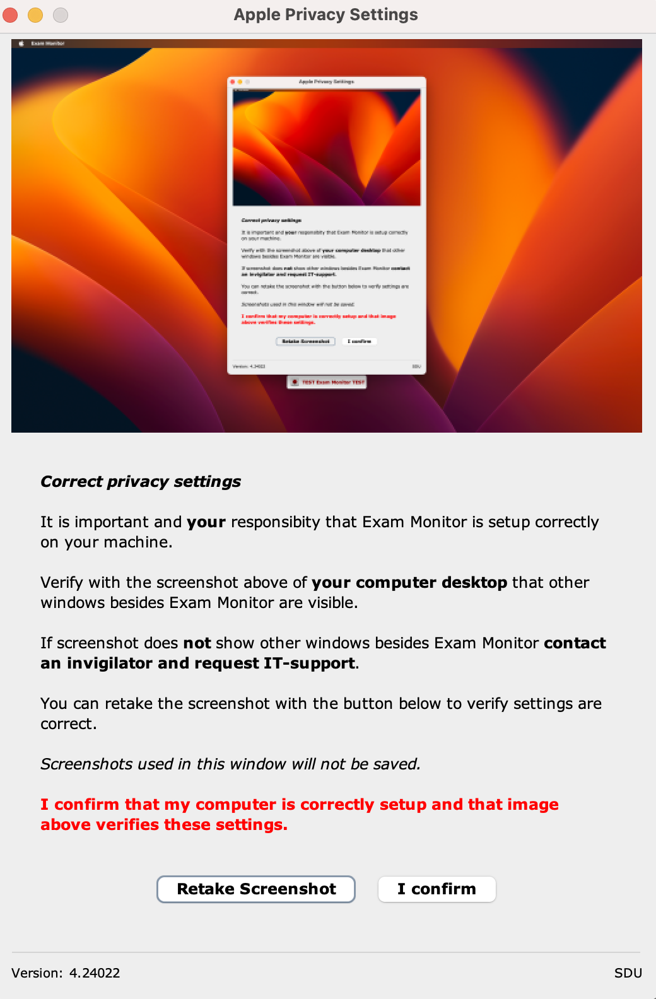 Apple Privacy Settings
Exam Monitor
Apple Privacy Settings
Correct privacy settings
It is important and your responsibity that Exam Monitor is setup correctly
on your machine.
Verify with the screenshot above of your computer desktop that other
windows besides Exam Monitor are visible.
If screenshot does not show other windows besides Exam Monitor contact
an invigilator and request IT-support.
You can retake the screenshot with the button below to verify settings are
correct.
Screenshots used in this window will not be saved.
I confirm that my computer is correctly setup and that image
above verifies these settings.
Retake Screenshot
I confirm
Version: 4.24022
SDU
TEST Exam Monitor TEST
Correct privacy settings
It is important and your responsibity that Exam Monitor is setup correctly
on your machine.
Verify with the screenshot above of your computer desktop that other
windows besides Exam Monitor are visible.
If screenshot does not show other windows besides Exam Monitor contact
an invigilator and request IT-support.
You can retake the screenshot with the button below to verify settings are
correct.
Screenshots used in this window will not be saved.
I confirm that my computer is correctly setup and that image
above verifies these settings.
Retake Screenshot
I confirm
Version: 4.24022
SDU